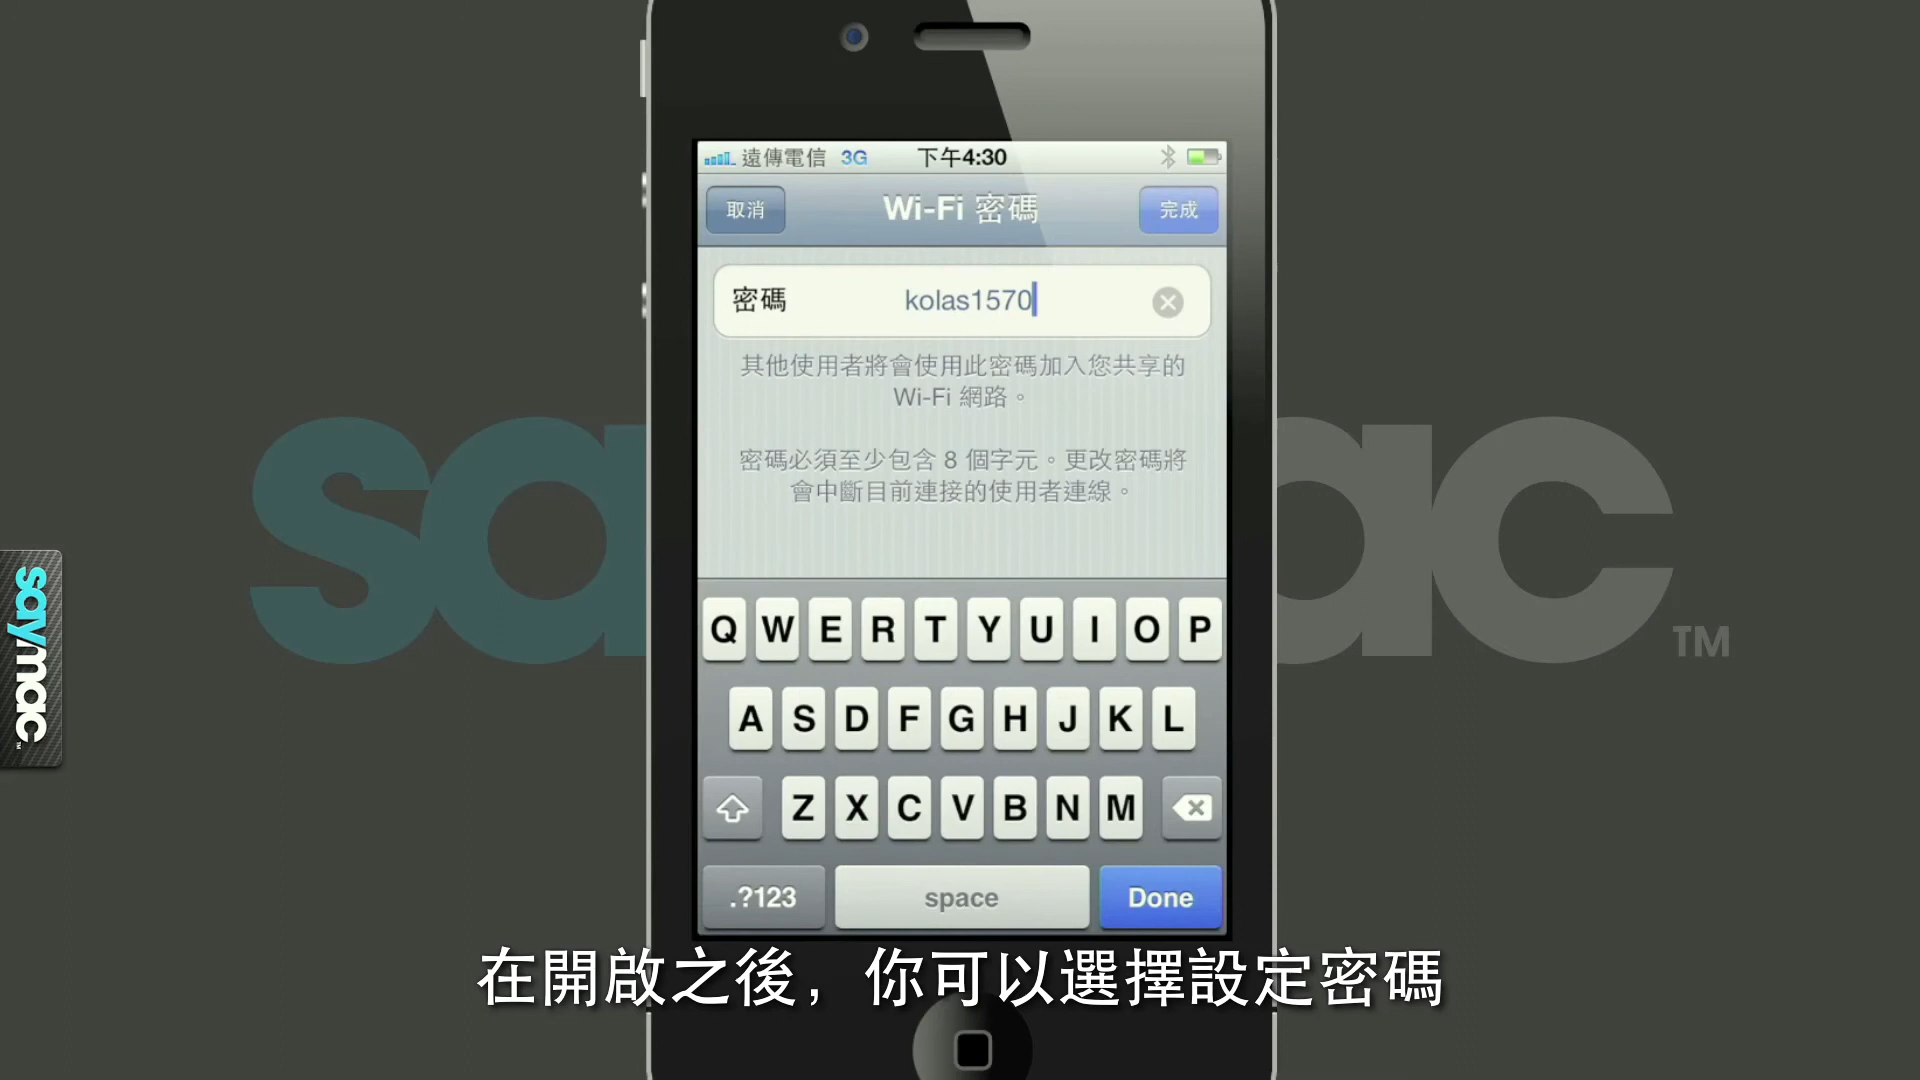 遠傳電信 3G 下午4:30
取消 Wi-Fi 密碼 完成
密碼 kolas1570
其他使用者將會使用此密碼加入您共享的
Wi-Fi 網路。
密碼必須至少包含 8 個字元。更改密碼將
會中斷目前連接的使用者連線。
Q W E R T Y U I O P
A S D F G H J K L
Z X C V B N M
.?123 space Done
在開啟之後，你可以選擇設定密碼
saymac
sa ac TM